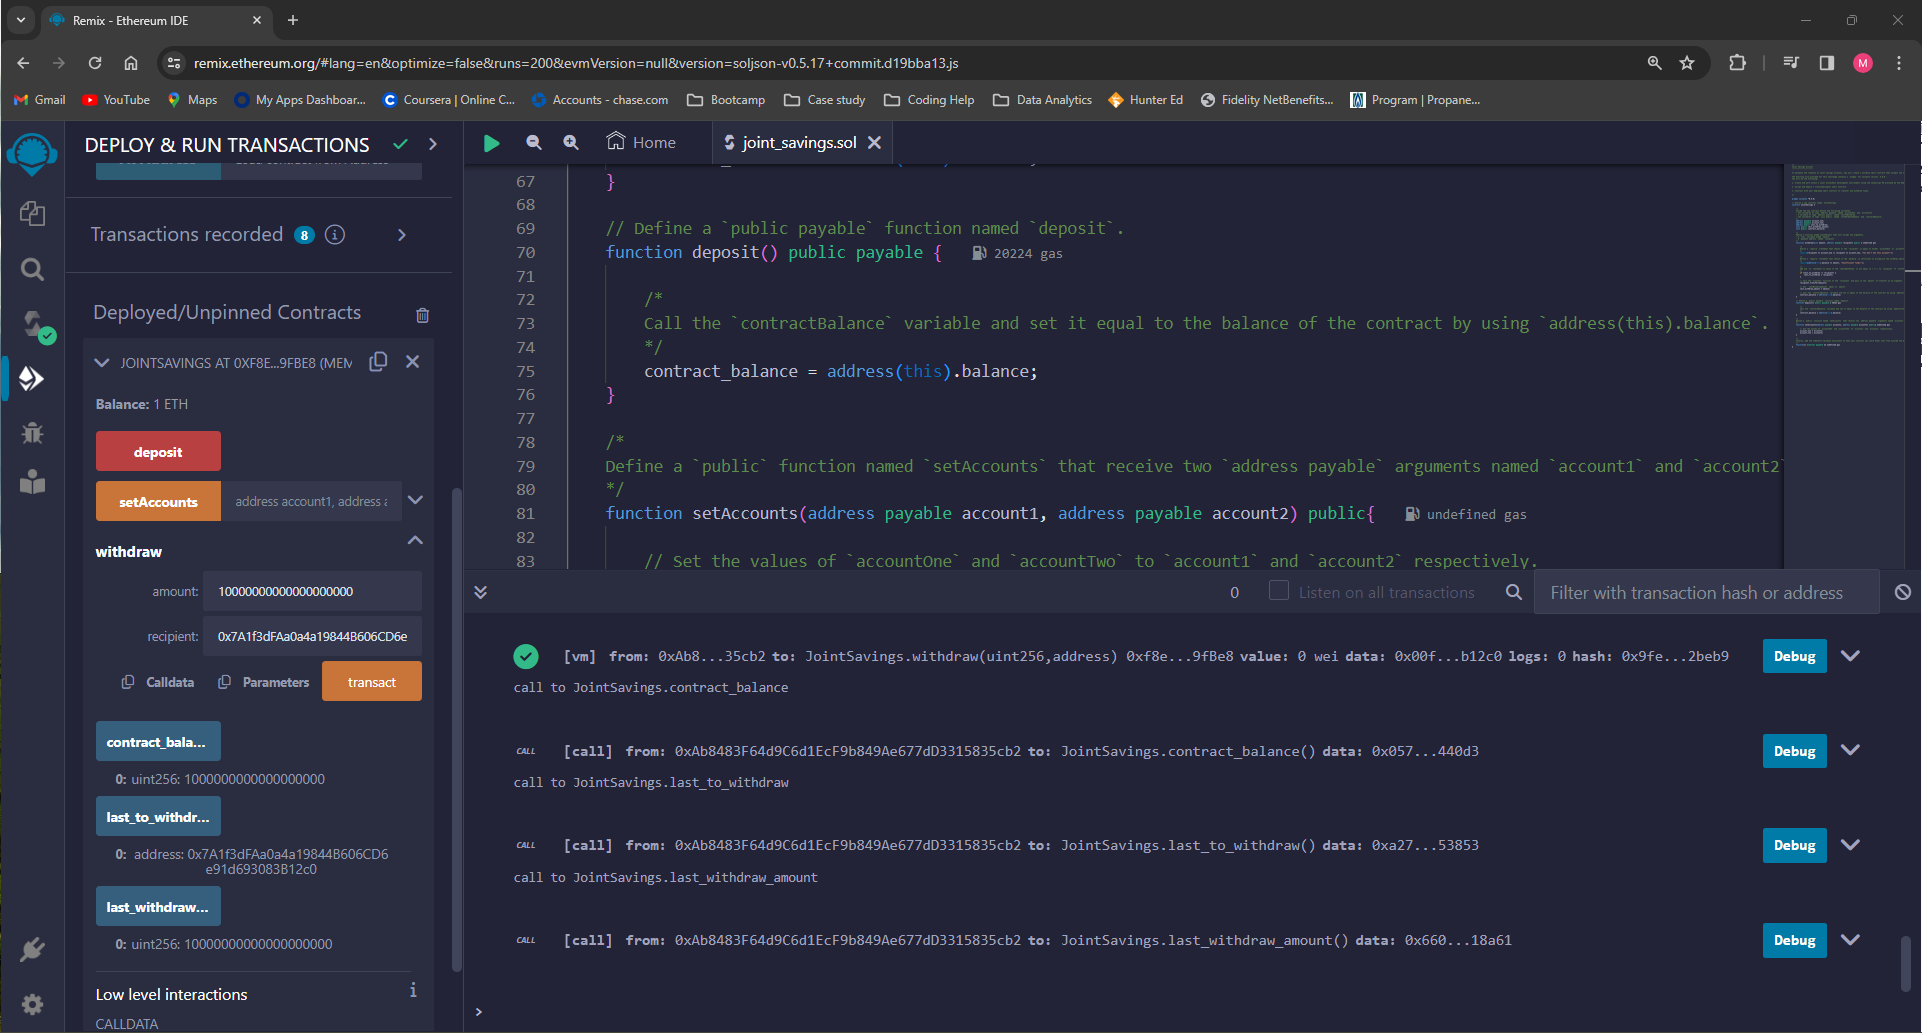 Remix - Ethereum IDE
remix.ethereum.org/#lang=en&optimize=false&runs=200&evmVersion=null&version=soljson-v0.5.17+commit.d19bba13.js
M
Gmail YouTube Maps My Apps Dashboar... Coursera | Online C... Accounts - chase.com Bootcamp Case study Coding Help Data Analytics Hunter Ed Fidelity NetBenefits... Program | Propane...
DEPLOY & RUN TRANSACTIONS
Transactions recorded 8 i
Deployed/Unpinned Contracts
JOINTSAVINGS AT 0XF8E...9FBE8 (MEM
Balance: 1 ETH
deposit
setAccounts address account1, address a
withdraw
amount: 10000000000000000000
recipient: 0x7A1f3dFAa0a4a19844B606CD6e
Calldata Parameters transact
contract_bala...
0: uint256: 1000000000000000000
last_to_withdr...
0: address: 0x7A1f3dFAa0a4a19844B606CD6
e91d693083B12c0
last_withdraw...
0: uint256: 10000000000000000000
Low level interactions i
CALLDATA
Home joint_savings.sol
67 }
68
69 // Define a `public payable` function named `deposit`.
70 function deposit() public payable { 20224 gas
71
72 /*
73 Call the `contractBalance` variable and set it equal to the balance of the contract by using `address(this).balance`.
74 */
75 contract_balance = address(this).balance;
76 }
77
78 /*
79 Define a `public` function named `setAccounts` that receive two `address payable` arguments named `account1` and `account2`
80 */
81 function setAccounts(address payable account1, address payable account2) public{ undefined gas
82
83 // Set the values of `accountOne` and `accountTwo` to `account1` and `account2` respectively.
0 Listen on all transactions Filter with transaction hash or address
[vm] from: 0xAb8...35cb2 to: JointSavings.withdraw(uint256,address) 0xf8e...9fBe8 value: 0 wei data: 0x00f...b12c0 logs: 0 hash: 0x9fe...2beb9 Debug
call to JointSavings.contract_balance
CALL [call] from: 0xAb8483F64d9C6d1EcF9b849Ae677dD3315835cb2 to: JointSavings.contract_balance() data: 0x057...440d3 Debug
call to JointSavings.last_to_withdraw
CALL [call] from: 0xAb8483F64d9C6d1EcF9b849Ae677dD3315835cb2 to: JointSavings.last_to_withdraw() data: 0xa27...53853 Debug
call to JointSavings.last_withdraw_amount
CALL [call] from: 0xAb8483F64d9C6d1EcF9b849Ae677dD3315835cb2 to: JointSavings.last_withdraw_amount() data: 0x660...18a61 Debug
>